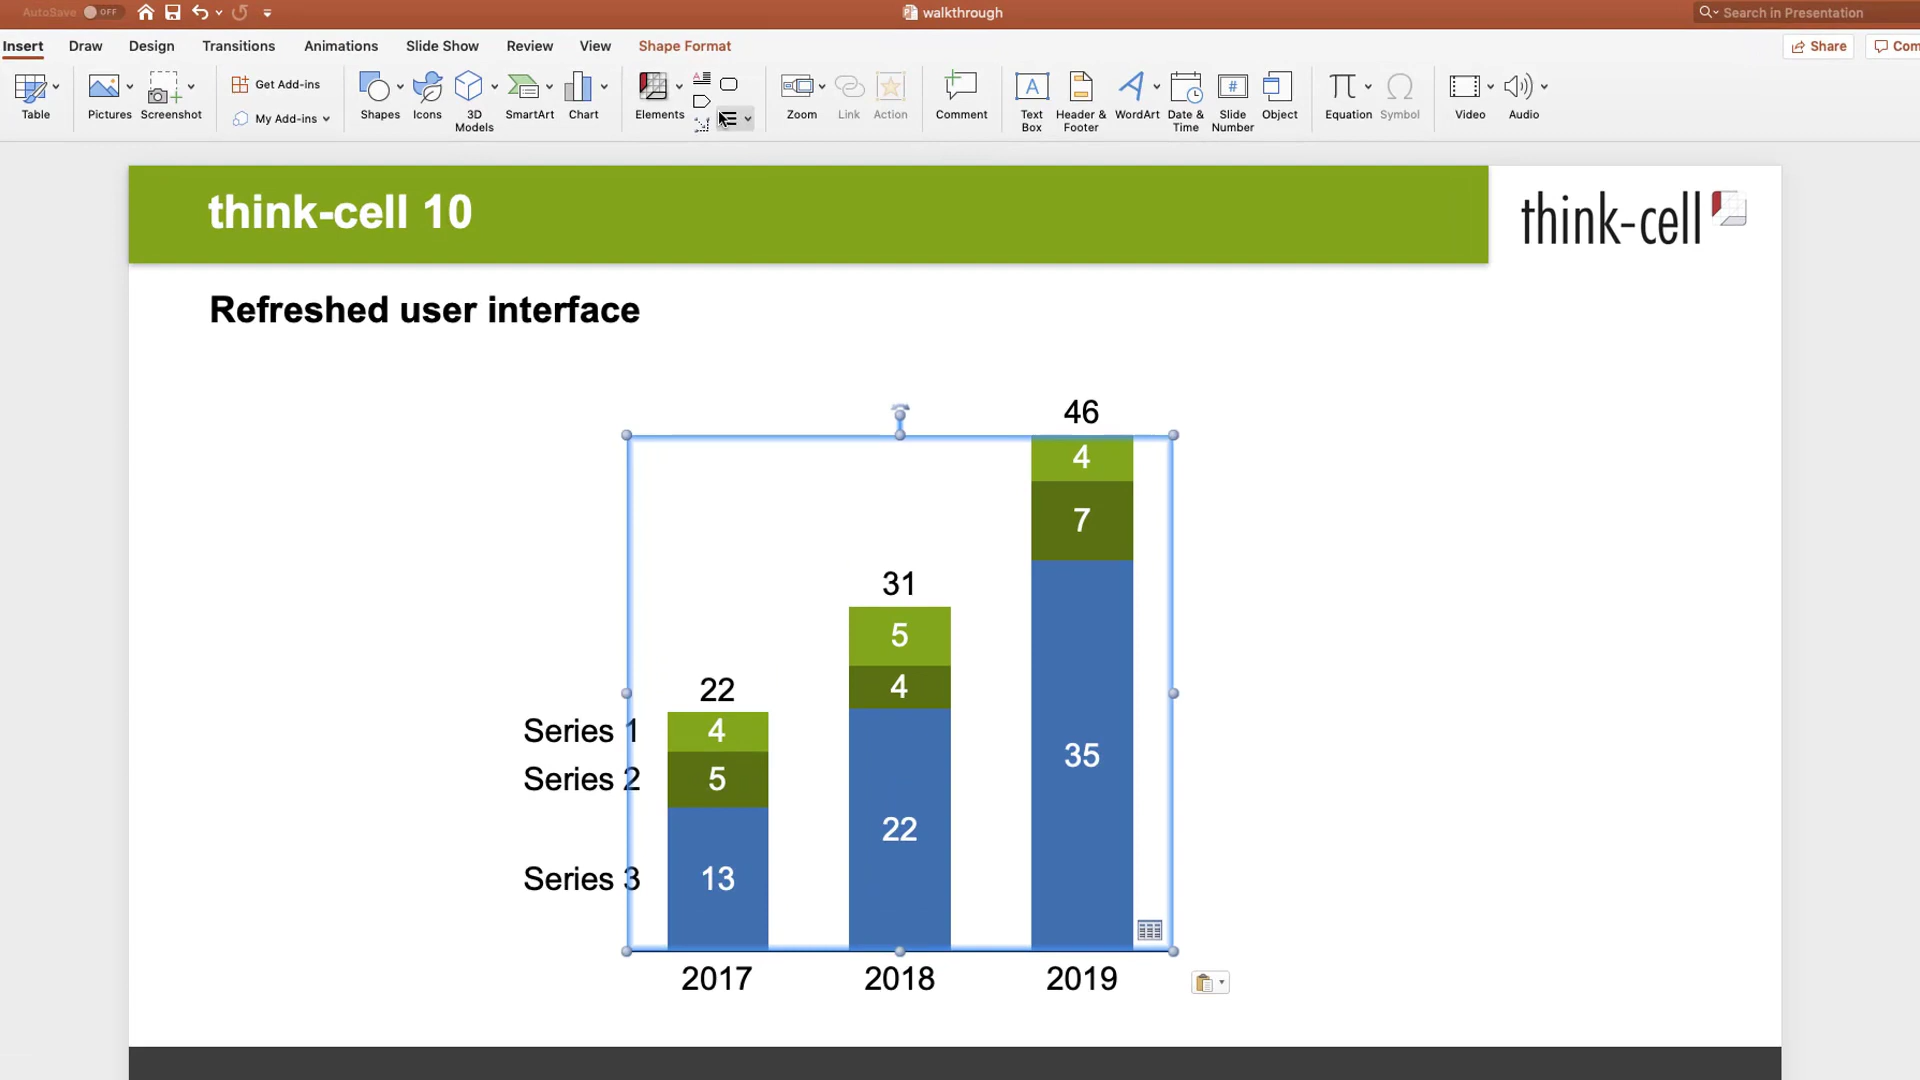 AutoSave OFF
walkthrough
Search in Presentation
Insert Draw Design Transitions Animations Slide Show Review View Shape Format
Share Com
Table
Pictures
Screenshot
Get Add-ins
My Add-ins
Shapes
Icons
3D
Models
SmartArt
Chart
Elements
Zoom
Link
Action
Comment
Text
Box
Header &
Footer
WordArt
Date &
Time
Slide
Number
Object
Equation
Symbol
Video
Audio
think-cell 10
think-cell
Refreshed user interface
46
4
7
31
5
4
35
22
Series 1 4
Series 2 5
22
Series 3 13
2017 2018 2019